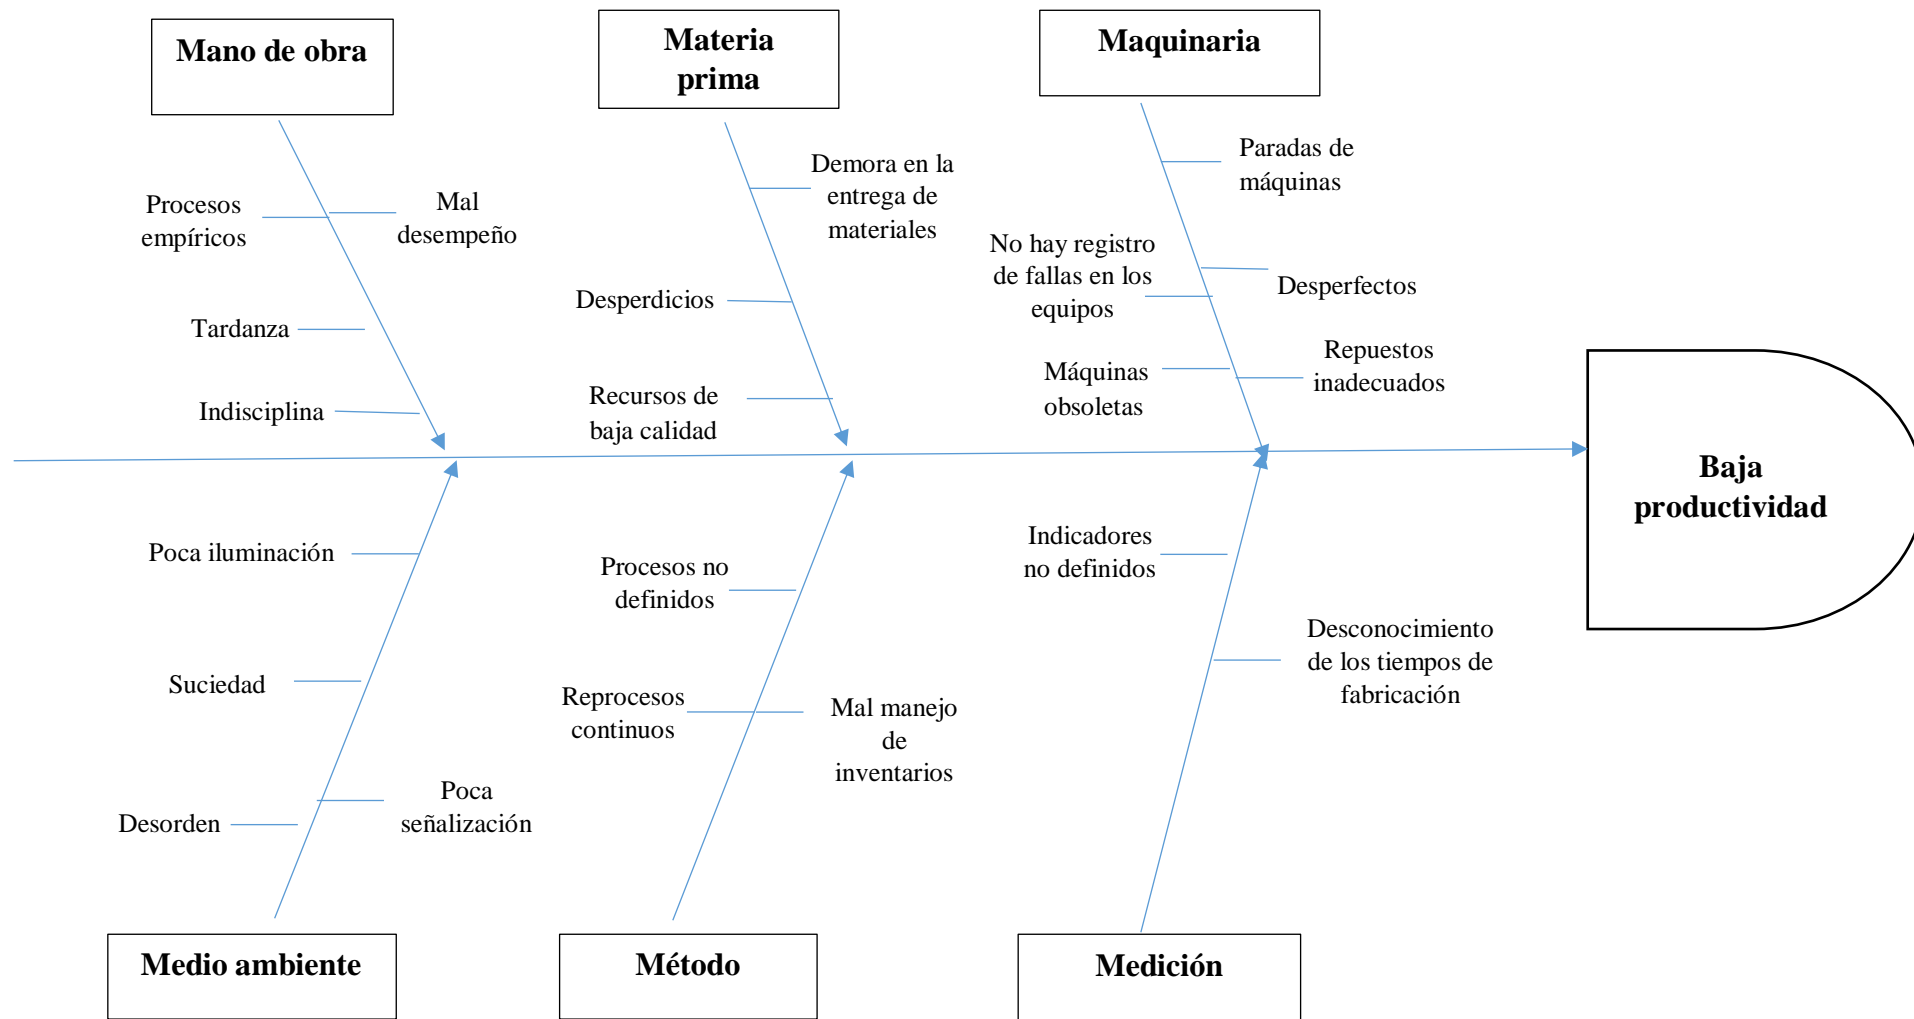 Mano de obra
Materia
prima
Maquinaria
Procesos
empíricos
Mal
desempeño
Tardanza
Indisciplina
Demora en la
entrega de
materiales
Desperdicios
Recursos de
baja calidad
Paradas de
máquinas
No hay registro
de fallas en los
equipos
Desperfectos
Máquinas
obsoletas
Repuestos
inadecuados
Baja
productividad
Poca iluminación
Suciedad
Desorden
Poca
señalización
Procesos no
definidos
Reprocesos
continuos
Mal manejo
de
inventarios
Indicadores
no definidos
Desconocimiento
de los tiempos de
fabricación
Medio ambiente
Método
Medición